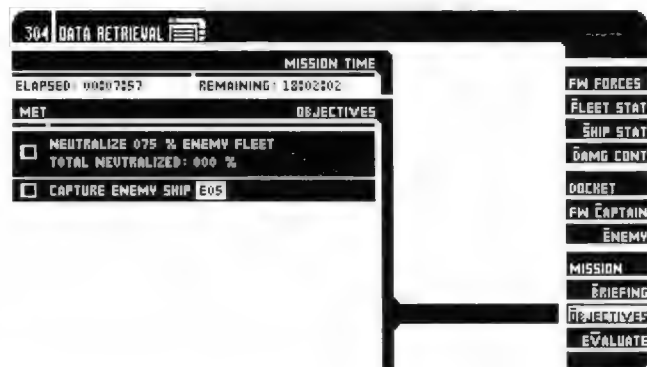 304 DATA RETRIEVAL
MISSION TIME
ELAPSED: 00:07:57 REMAINING: 18:02:02
MET OBJECTIVES
NEUTRALIZE 075 % ENEMY FLEET
TOTAL NEUTRALIZED: 000 %
CAPTURE ENEMY SHIP E05
FW FORCES
FLEET STAT
SHIP STAT
DAMG CONT
DOCKET
FW CAPTAIN
ENEMY
MISSION
BRIEFING
OBJECTIVES
EVALUATE